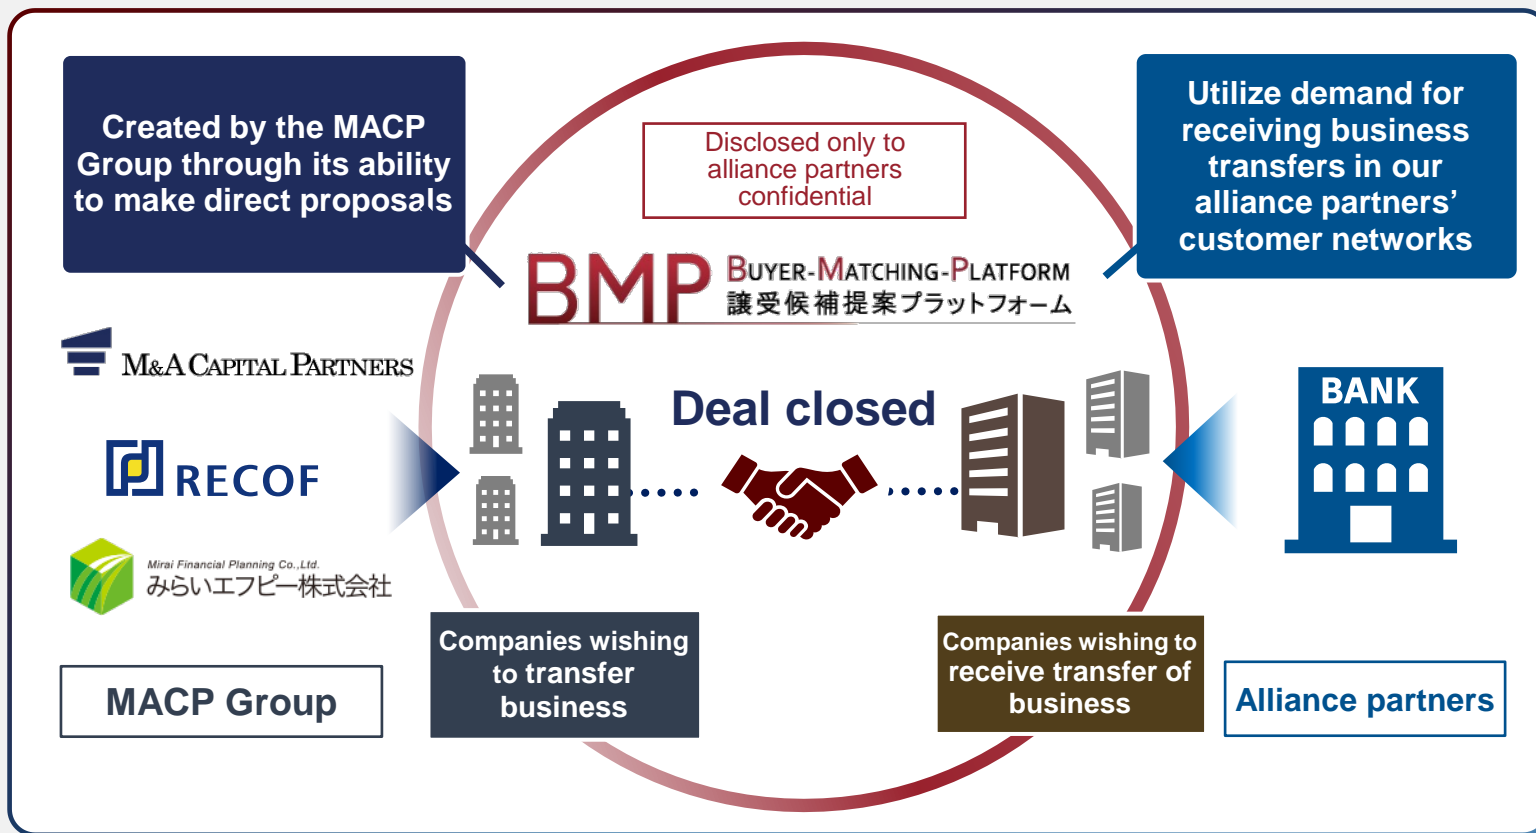 Created by the MACP
Group through its ability
to make direct proposals
Disclosed only to
alliance partners
confidential
Utilize demand for
receiving business
transfers in our
alliance partners’
customer networks
BMP
BUYER-MATCHING-PLATFORM
譲受候補提案プラットフォーム
M&A CAPITAL PARTNERS
RECOF
Mirai Financial Planning Co.,Ltd.
みらいエフピー株式会社
Deal closed
BANK
MACP Group
Companies wishing
to transfer
business
Companies wishing to
receive transfer of
business
Alliance partners